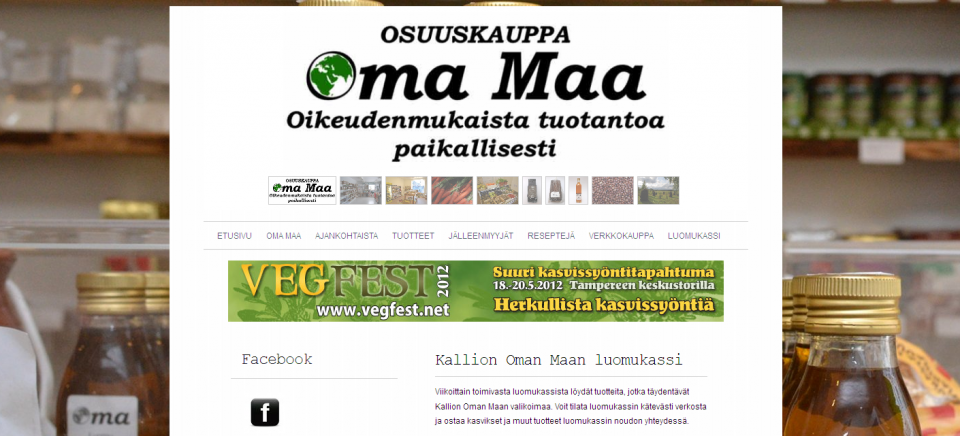 OSUUSKAUPPA
Oma Maa
Oikeudenmukaista tuotantoa
paikallisesti
OSUUSKAUPPA
Oma Maa
Oikeudenmukaista tuotantoa
paikallisesti
ETUSIVU OMA MAA AJANKOHTAISTA TUOTTEET JÄLLEENMYYJÄT RESEPTEJÄ VERKKOKAUPPA LUOMUKASSI
VEGFEST 2012
www.vegfest.net
Suuri kasvissyöntitapahtuma
18.-20.5.2012 Tampereen keskustorilla
Herkullista kasvissyöntiä
Facebook
f
Kallion Oman Maan luomukassi
Viikoittain toimivasta luomukassista löydät tuotteita, jotka täydentävät
Kallion Oman Maan valikoimaa. Voit tilata luomukassin kätevästi verkosta
ja ostaa kasvikset ja muut tuotteet luomukassin noudon yhteydessä.
oma